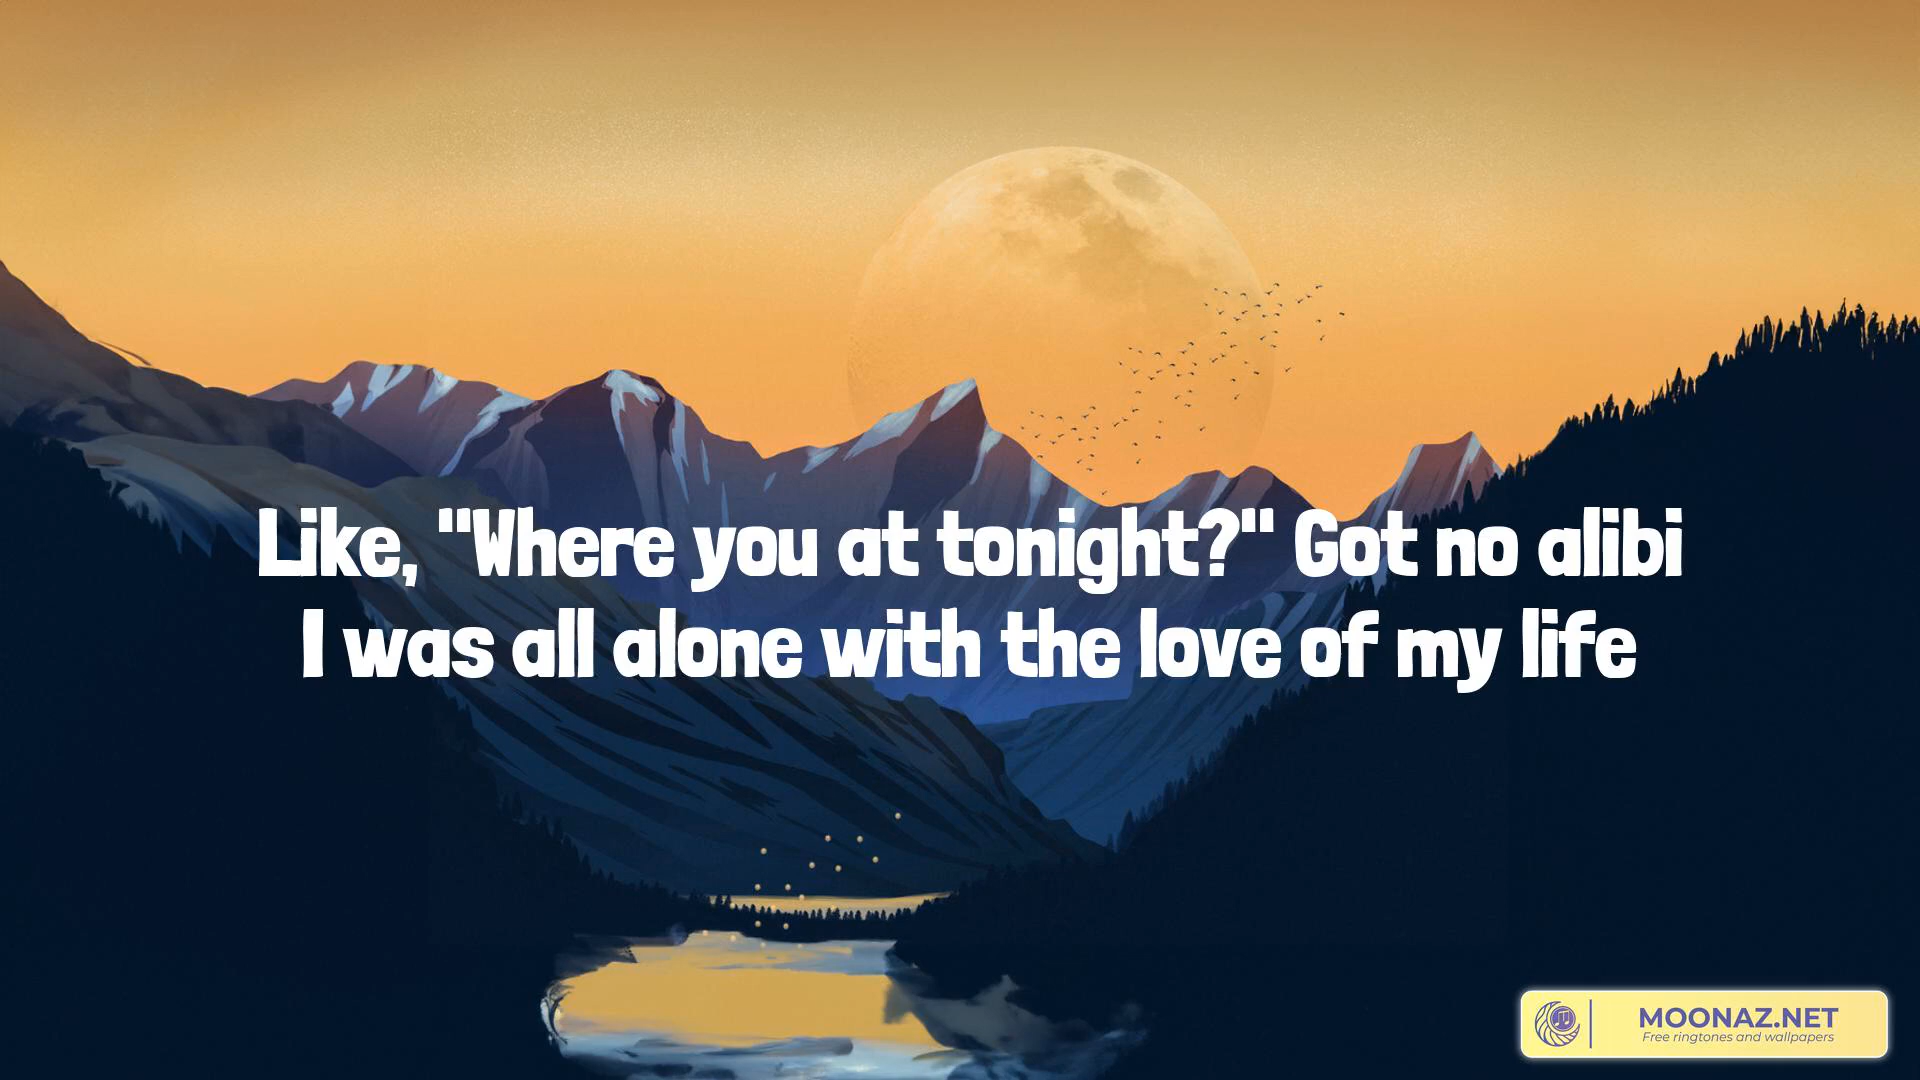 Like, "Where you at tonight?" Got no alibi
I was all alone with the love of my life
MOONAZ.NET
Free ringtones and wallpapers